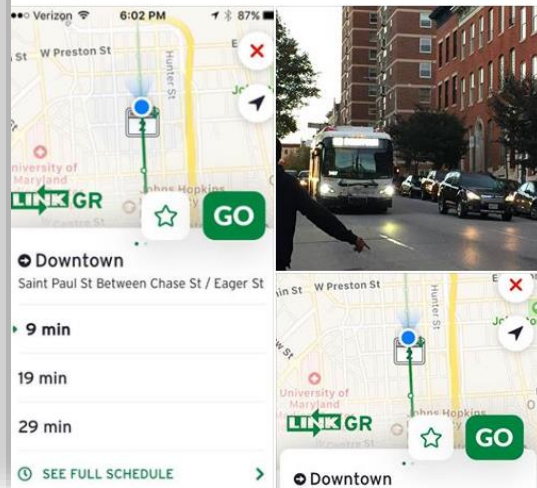 Verizon 6:02 PM 87%
W Preston St
Hunter St
University of
Maryland
Johns Hopkins
LINK GR
GO
Downtown
Saint Paul St Between Chase St / Eager St
9 min
19 min
29 min
SEE FULL SCHEDULE
W Preston St
Hunter St
2
University of
Maryland
Johns Hopkins
LINK GR
GO
Downtown